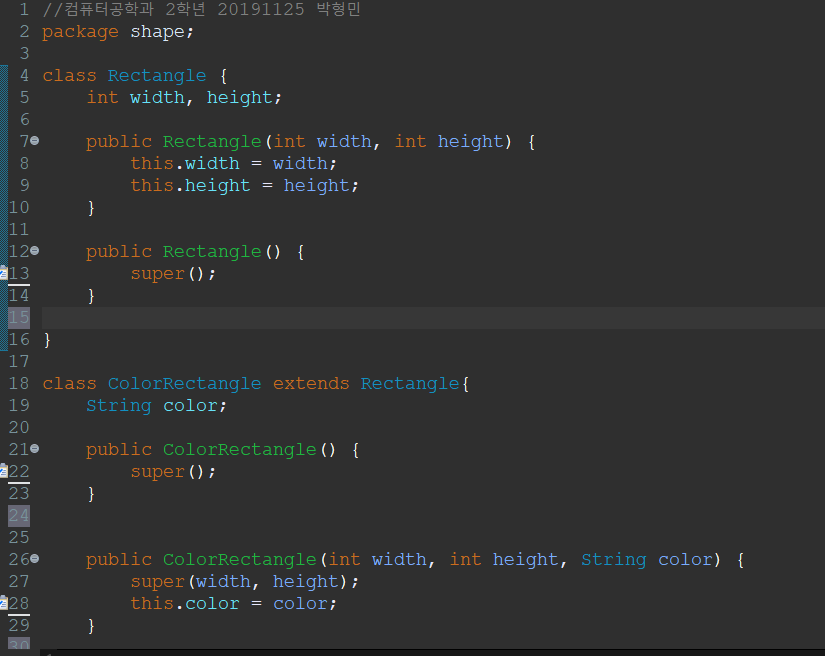 1 //컴퓨터공학과 2학년 20191125 박형민
2 package shape;
3
4 class Rectangle {
5     int width, height;
6
7     public Rectangle(int width, int height) {
8         this.width = width;
9         this.height = height;
10     }
11
12     public Rectangle() {
13         super();
14     }
15
16 }
17
18 class ColorRectangle extends Rectangle{
19     String color;
20
21     public ColorRectangle() {
22         super();
23     }
24
25
26     public ColorRectangle(int width, int height, String color) {
27         super(width, height);
28         this.color = color;
29     }
30